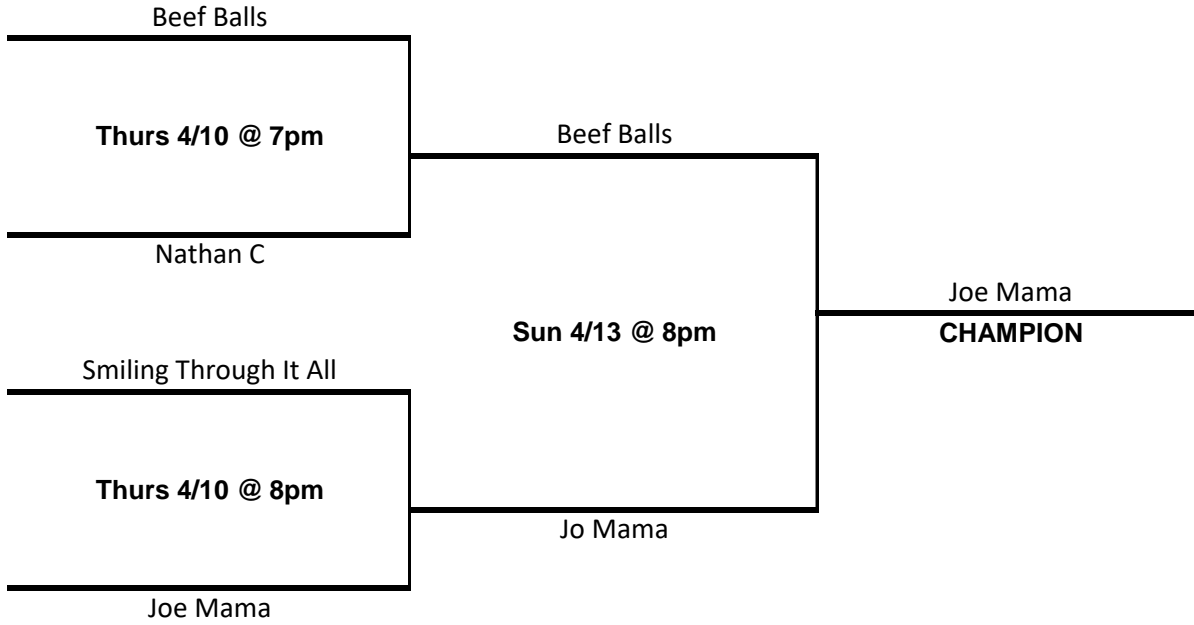 Beef Balls
Thurs 4/10 @ 7pm
Beef Balls
Nathan C
Joe Mama
Sun 4/13 @ 8pm
CHAMPION
Smiling Through It All
Thurs 4/10 @ 8pm
Jo Mama
Joe Mama